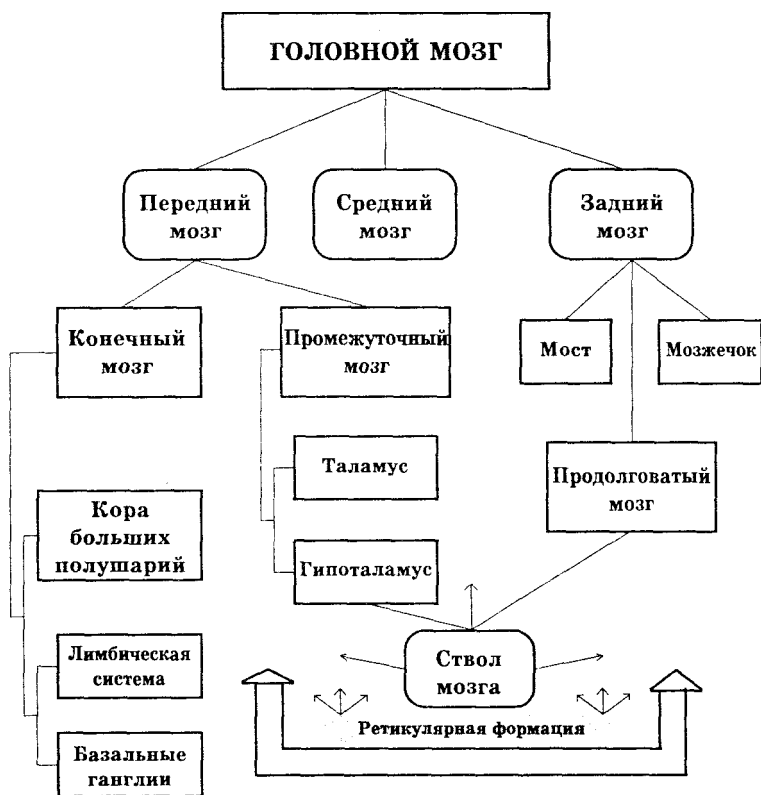 ГОЛОВНОЙ МОЗГ
Передний
мозг
Средний
мозг
Задний
мозг
Конечный
мозг
Промежуточный
мозг
Мост
Мозжечок
Таламус
Продолговатый
мозг
Кора
больших
полушарий
Гипоталамус
Лимбическая
система
Ствол
мозга
Ретикулярная формация
Базальные
ганглии